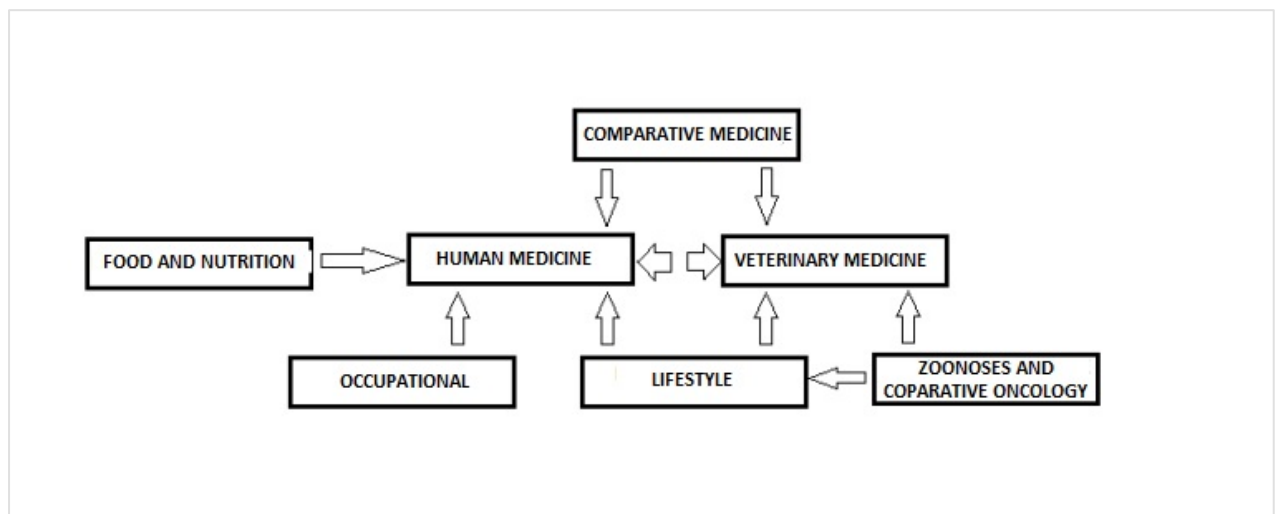 COMPARATIVE MEDICINE
FOOD AND NUTRITION
HUMAN MEDICINE
VETERINARY MEDICINE
OCCUPATIONAL
LIFESTYLE
ZOONOSES AND
COPARATIVE ONCOLOGY